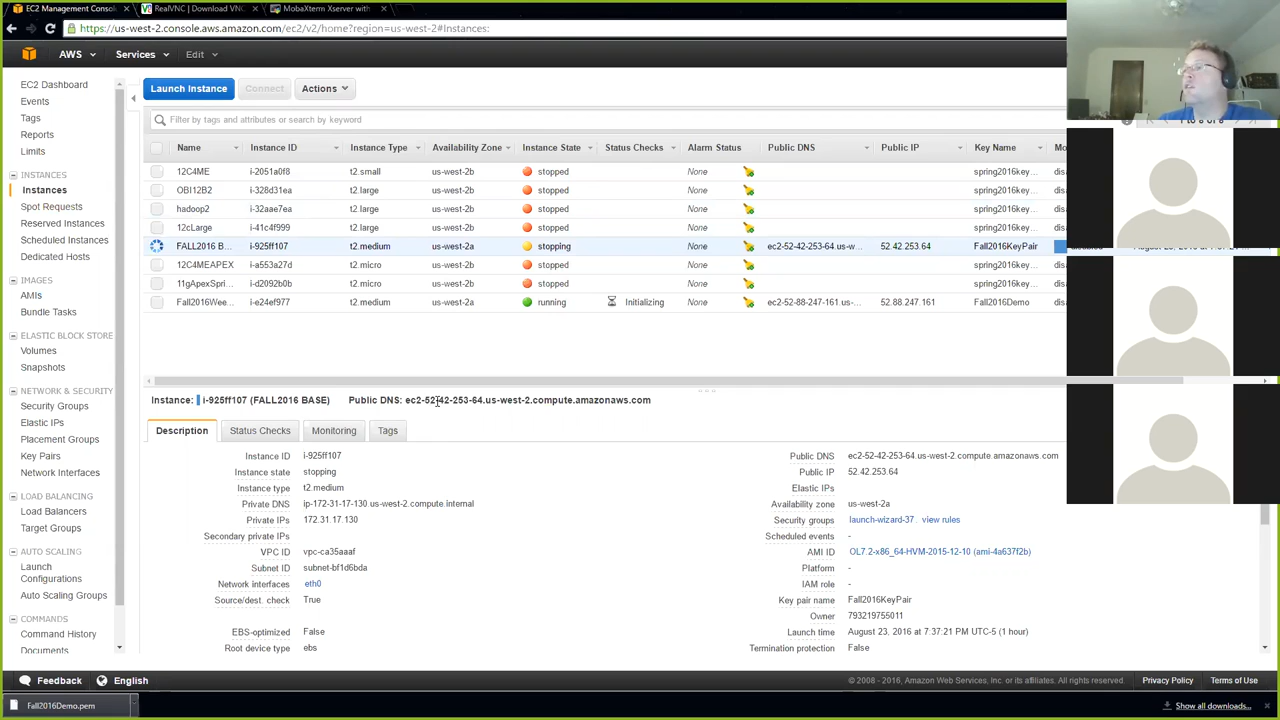 EC2 Management Consol
RealVNC | Download VNC
MobaXterm Xserver with
https://us-west-2.console.aws.amazon.com/ec2/v2/home?region=us-west-2#Instances:
AWS Services Edit
EC2 Dashboard
Events
Tags
Reports
Limits
INSTANCES
Instances
Spot Requests
Reserved Instances
Scheduled Instances
Dedicated Hosts
IMAGES
AMIs
Bundle Tasks
ELASTIC BLOCK STORE
Volumes
Snapshots
NETWORK & SECURITY
Security Groups
Elastic IPs
Placement Groups
Key Pairs
Network Interfaces
LOAD BALANCING
Load Balancers
Target Groups
AUTO SCALING
Launch
Configurations
Auto Scaling Groups
COMMANDS
Command History
Documents
Launch Instance Connect Actions
Filter by tags and attributes or search by keyword
Name Instance ID Instance Type Availability Zone Instance State Status Checks Alarm Status Public DNS Public IP Key Name
12C4ME i-2051a0f8 t2.small us-west-2b stopped None spring2016key...
OBI12B2 i-328d31ea t2.large us-west-2b stopped None spring2016key...
hadoop2 i-32aae7ea t2.large us-west-2b stopped None spring2016key...
12cLarge i-41c4f999 t2.large us-west-2b stopped None spring2016key...
FALL2016 B... i-925ff107 t2.medium us-west-2a stopping None ec2-52-42-253-64.us-w... 52.42.253.64 Fall2016KeyPair
12C4MEAPEX i-a553a27d t2.micro us-west-2b stopped None spring2016key...
11gApexSpri... i-d2092b0b t2.micro us-west-2b stopped None spring2016key...
Fall2016Wee... i-e24ef977 t2.medium us-west-2a running Initializing None ec2-52-88-247-161.us-... 52.88.247.161 Fall2016Demo
Instance: i-925ff107 (FALL2016 BASE) Public DNS: ec2-52-42-253-64.us-west-2.compute.amazonaws.com
Description Status Checks Monitoring Tags
Instance ID i-925ff107
Instance state stopping
Instance type t2.medium
Private DNS ip-172-31-17-130.us-west-2.compute.internal
Private IPs 172.31.17.130
Secondary private IPs
VPC ID vpc-ca35aaaf
Subnet ID subnet-bf1d6bda
Network interfaces eth0
Source/dest. check True
EBS-optimized False
Root device type ebs
Public DNS ec2-52-42-253-64.us-west-2.compute.amazonaws.com
Public IP 52.42.253.64
Elastic IPs
Availability zone us-west-2a
Security groups launch-wizard-37. view rules
Scheduled events -
AMI ID OL7.2-x86_64-HVM-2015-12-10 (ami-4a637f2b)
Platform -
IAM role -
Key pair name Fall2016KeyPair
Owner 793219755011
Launch time August 23, 2016 at 7:37:21 PM UTC-5 (1 hour)
Termination protection False
Feedback English
© 2008 - 2016, Amazon Web Services, Inc. or its affiliates. All rights reserved. Privacy Policy Terms of Use
Fall2016Demo.pem
Show all downloads...